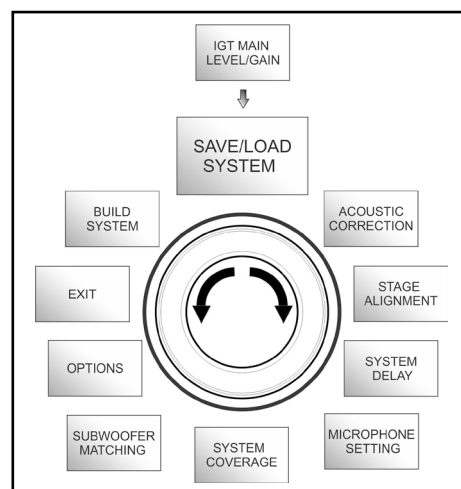 IGT MAIN
LEVEL/GAIN
SAVE/LOAD
SYSTEM
BUILD
SYSTEM
ACOUSTIC
CORRECTION
EXIT
STAGE
ALIGNMENT
OPTIONS
SYSTEM
DELAY
SUBWOOFER
MATCHING
SYSTEM
COVERAGE
MICROPHONE
SETTING